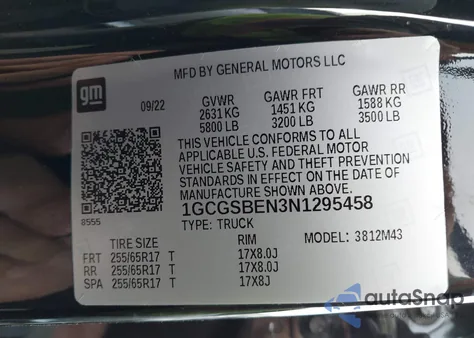 MFD BY GENERAL MOTORS LLC
gm
09/22
GVWR GAWR FRT GAWR RR
2631 KG 1451 KG 1588 KG
5800 LB 3200 LB 3500 LB
THIS VEHICLE CONFORMS TO ALL
APPLICABLE U.S. FEDERAL MOTOR
VEHICLE SAFETY AND THEFT PREVENTION
STANDARDS IN EFFECT ON THE DATE OF
MANUFACTURE SHOWN ABOVE.
8555
1GCGSBEN3N1295458
TYPE: TRUCK
TIRE SIZE RIM MODEL: 3812M43
FRT 255/65R17 T 17X8.0J
RR 255/65R17 T 17X8.0J
SPA 255/65R17 T 17X8J
autaSnap